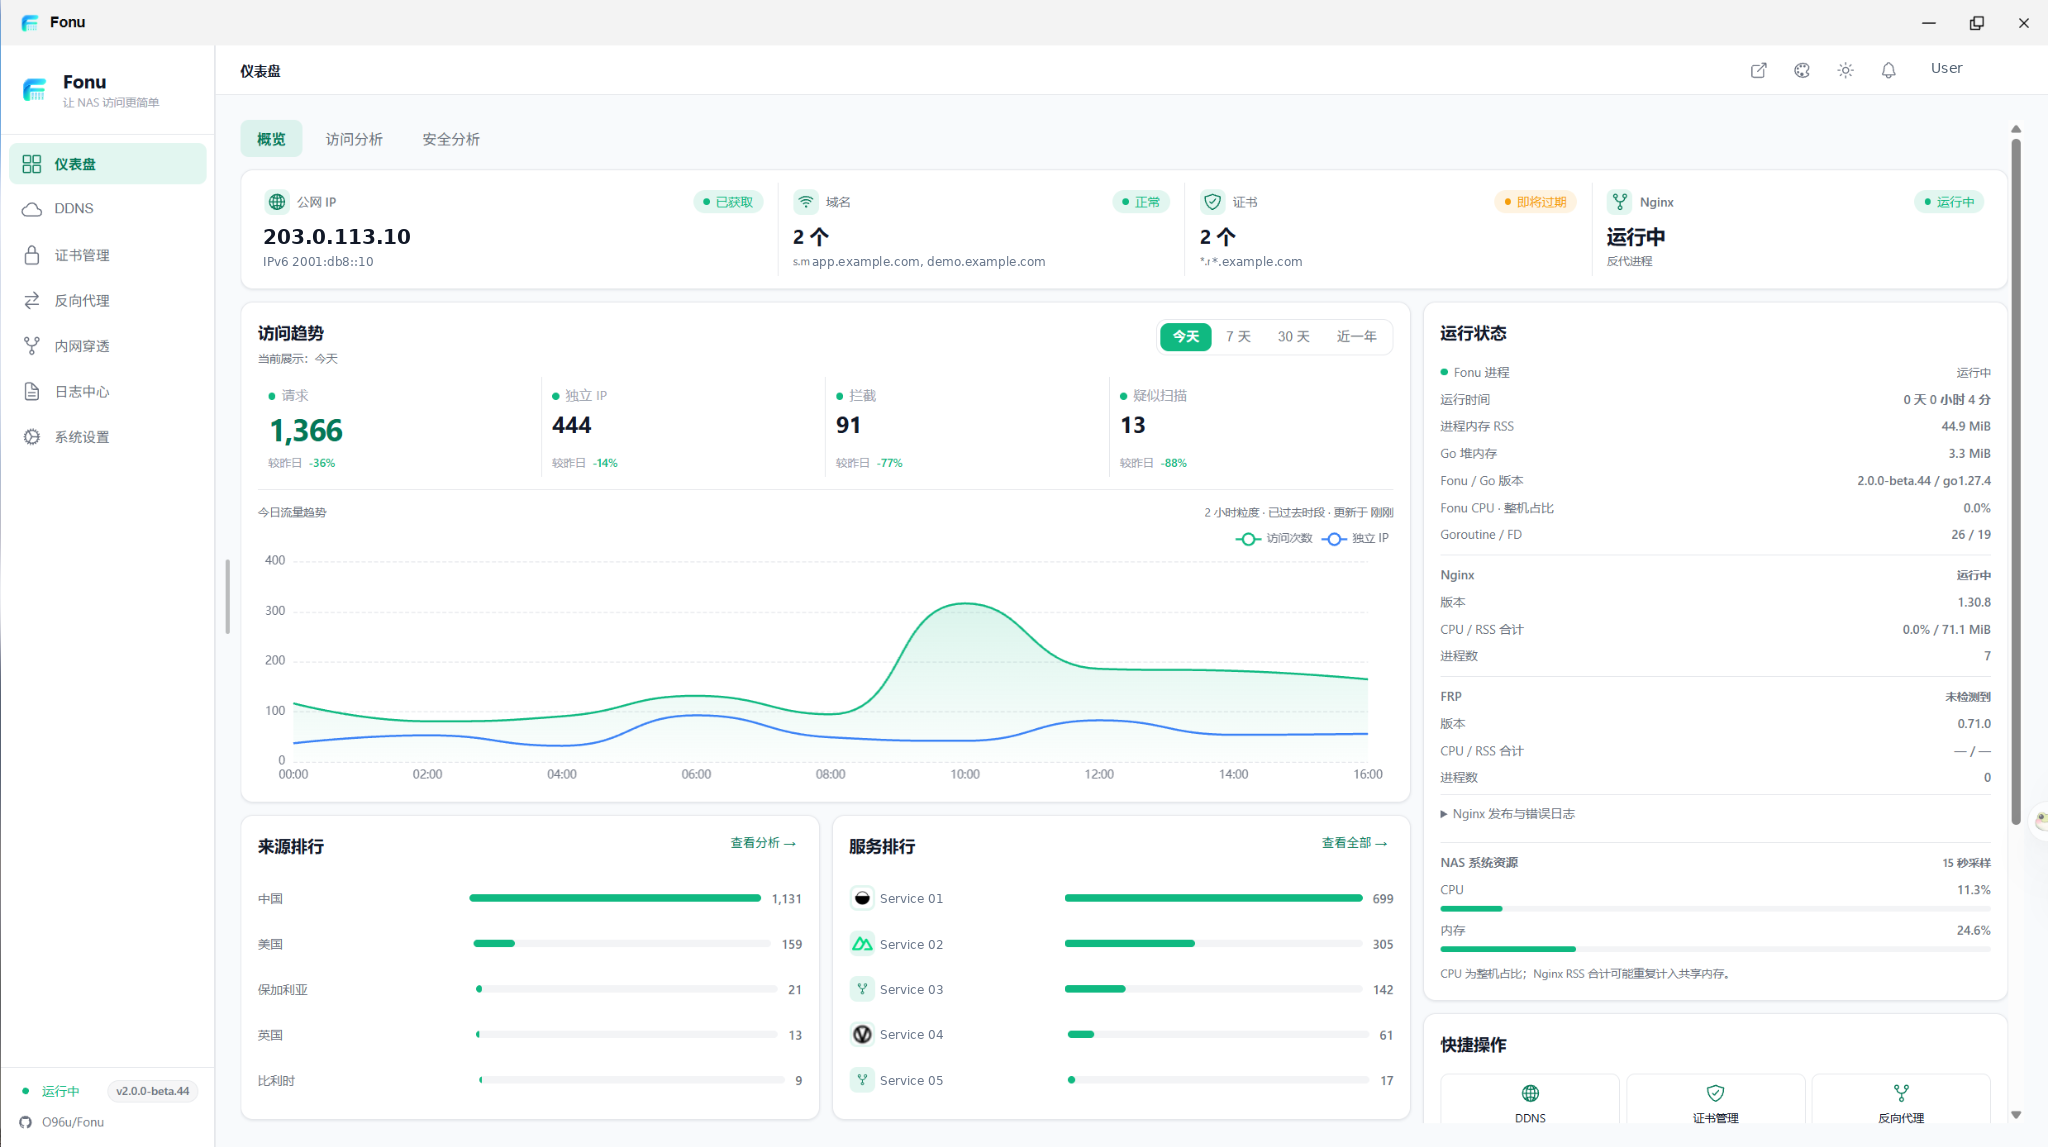 Fonu
Fonu
让 NAS 访问更简单
仪表盘
DDNS
证书管理
反向代理
内网穿透
日志中心
系统设置
运行中
v2.0.0-beta.44
O96u/Fonu
仪表盘
User
概览
访问分析
安全分析
公网 IP
已获取
203.0.113.10
IPv6 2001:db8::10
域名
正常
2 个
s.m app.example.com, demo.example.com
证书
即将过期
2 个
*.r *.example.com
Nginx
运行中
运行中
反代进程
访问趋势
当前展示：今天
今天
7 天
30 天
近一年
请求
1,366
较昨日 -36%
独立 IP
444
较昨日 -14%
拦截
91
较昨日 -77%
疑似扫描
13
较昨日 -88%
今日流量趋势
2 小时粒度 · 已过去时段 · 更新于 刚刚
访问次数
独立 IP
400
300
200
100
0
00:00 02:00 04:00 06:00 08:00 10:00 12:00 14:00 16:00
来源排行
查看分析 →
中国 1,131
美国 159
保加利亚 21
英国 13
比利时 9
服务排行
查看全部 →
Service 01 699
Service 02 305
Service 03 142
Service 04 61
Service 05 17
运行状态
Fonu 进程 运行中
运行时间 0 天 0 小时 4 分
进程内存 RSS 44.9 MiB
Go 堆内存 3.3 MiB
Fonu / Go 版本 2.0.0-beta.44 / go1.27.4
Fonu CPU · 整机占比 0.0%
Goroutine / FD 26 / 19
Nginx 运行中
版本 1.30.8
CPU / RSS 合计 0.0% / 71.1 MiB
进程数 7
FRP 未检测到
版本 0.71.0
CPU / RSS 合计 — / —
进程数 0
Nginx 发布与错误日志
NAS 系统资源 15 秒采样
CPU 11.3%
内存 24.6%
CPU 为整机占比；Nginx RSS 合计可能重复计入共享内存。
快捷操作
DDNS
证书管理
反向代理